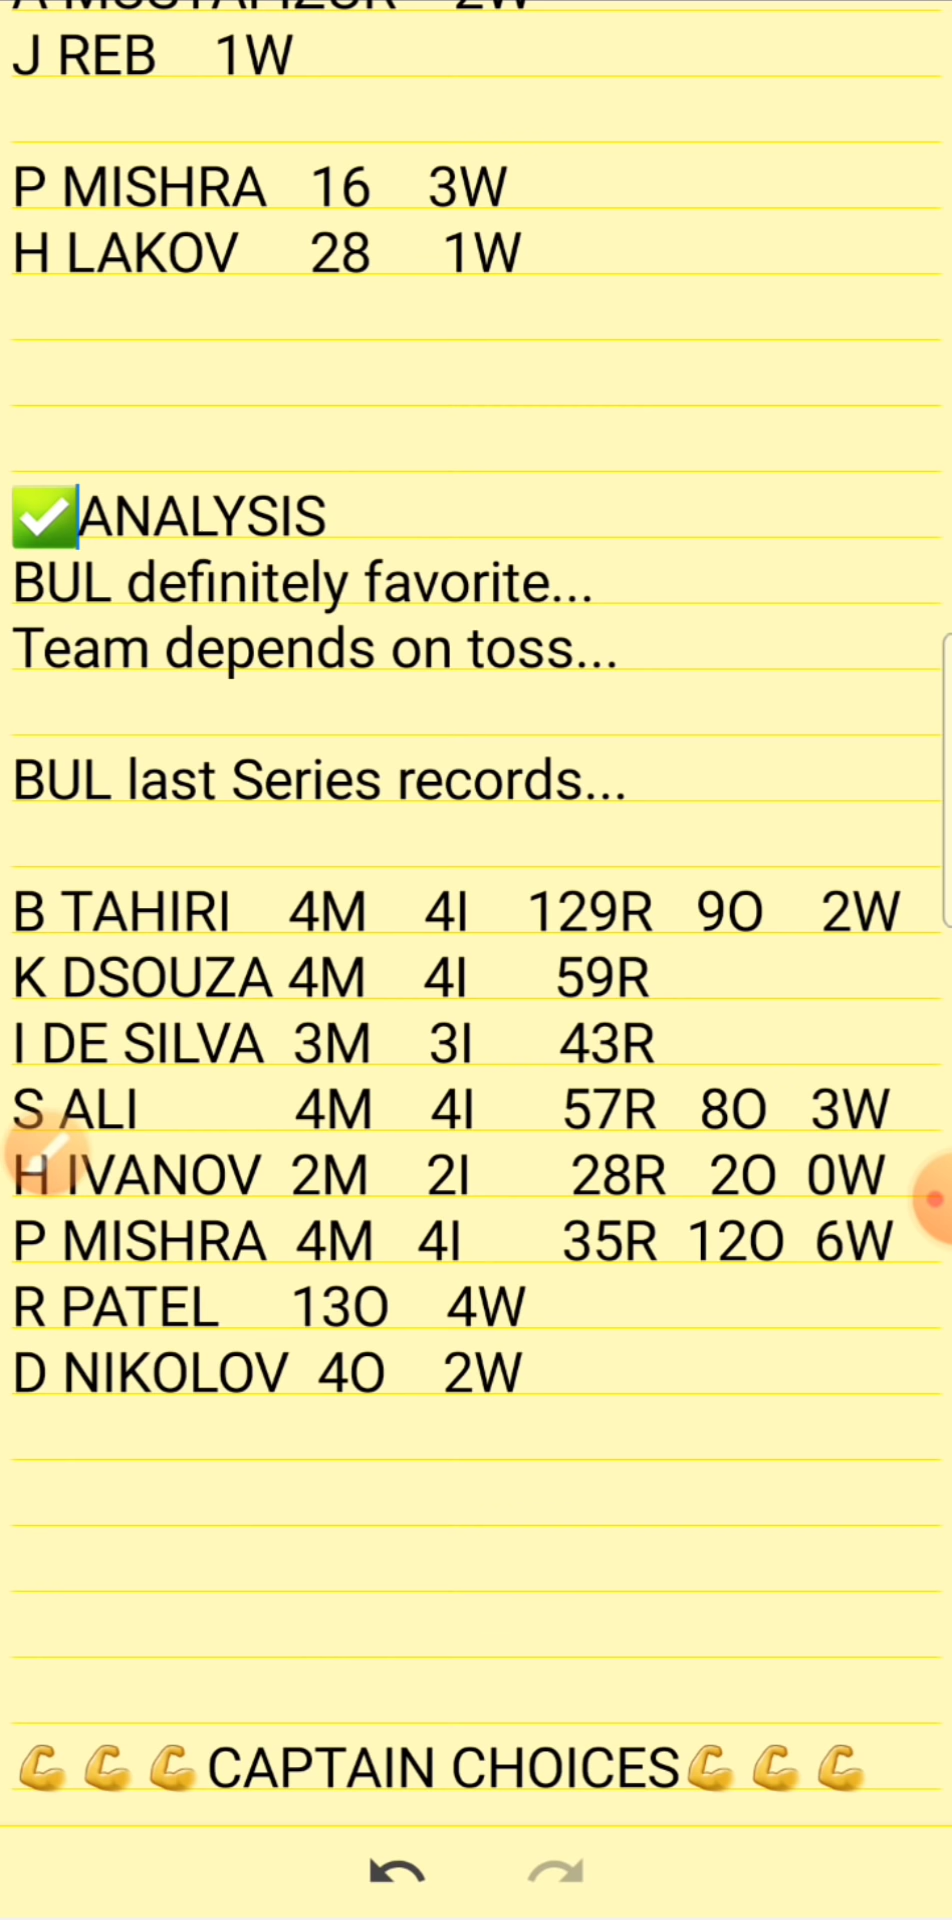 J REB 1W
P MISHRA 16 3W
H LAKOV 28 1W
✅ANALYSIS
BUL definitely favorite...
Team depends on toss...
BUL last Series records...
B TAHIRI 4M 4I 129R 9O 2W
K DSOUZA 4M 4I 59R
I DE SILVA 3M 3I 43R
S ALI 4M 4I 57R 8O 3W
H IVANOV 2M 2I 28R 2O 0W
P MISHRA 4M 4I 35R 12O 6W
R PATEL 13O 4W
D NIKOLOV 4O 2W
💪💪💪CAPTAIN CHOICES💪💪💪